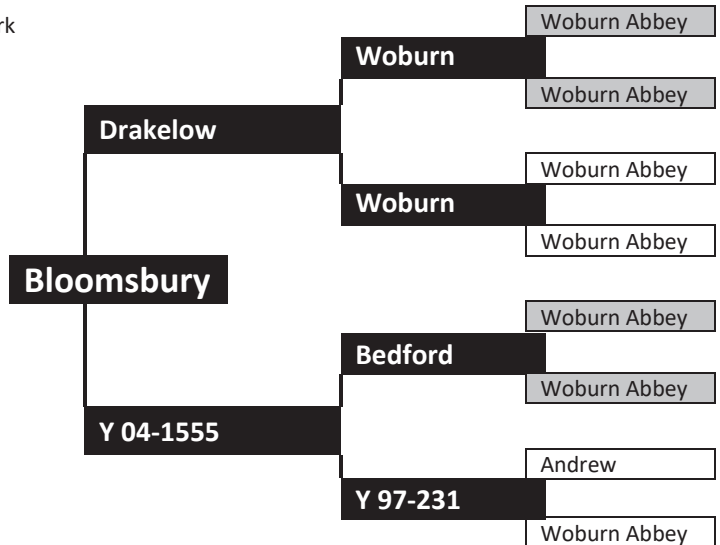 rk
Woburn Abbey
Woburn
Woburn Abbey
Drakelow
Woburn Abbey
Woburn
Woburn Abbey
Bloomsbury
Woburn Abbey
Bedford
Woburn Abbey
Y 04-1555
Andrew
Y 97-231
Woburn Abbey